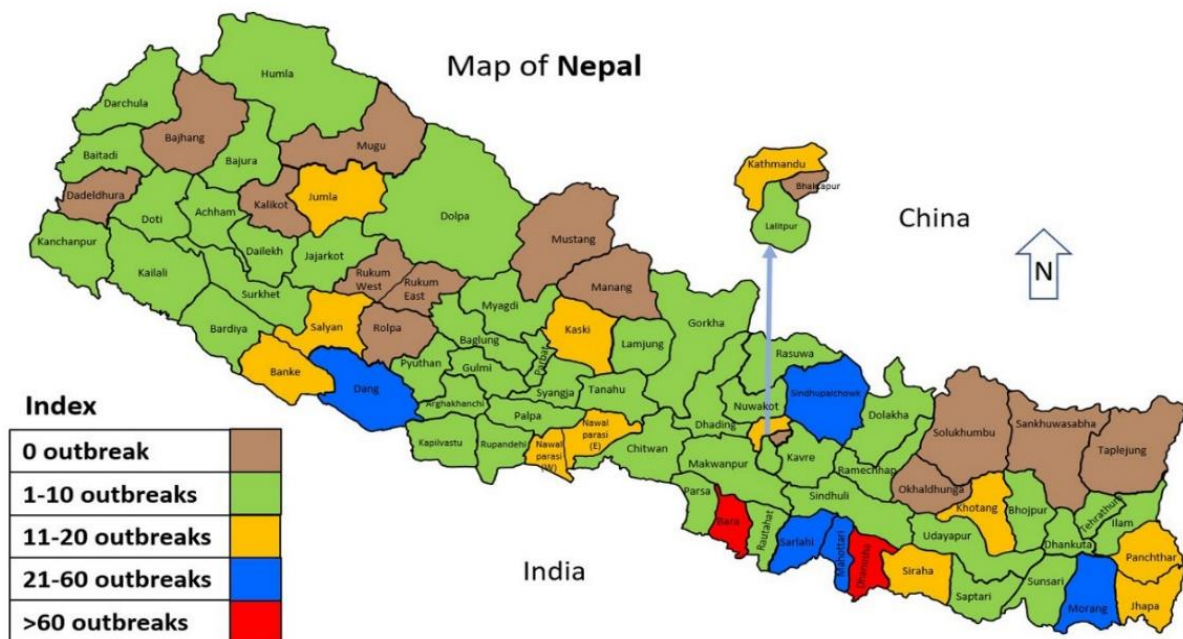 Map of Nepal
Humla
Darchula
Bajhang
Mugu
Baitadi
Bajura
Kathmandu
Bhaktapur
Dadeldhura
Kalikot
Jumla
Doti
Achham
Dolpa
Lalitpur
China
Kanchanpur
Dailekh
Jajarkot
Mustang
Kailali
Rukum
West
Rukum
East
Manang
N
Surkhet
Myagdi
Gorkha
Bardiya
Salyan
Rolpa
Kaski
Baglung
Lamjung
Rasuwa
Parbat
Banke
Pyuthan
Gulmi
Dang
Syangja
Tanahu
Nuwakot
Sindhupalchowk
Dolakha
Arghakhanchi
Palpa
Dhading
Solukhumbu
Sankhuwasabha
Taplejung
Kapilvastu
Rupandehi
Nawal
parasi
(W)
Nawal
parasi
(E)
Chitwan
Makwanpur
Kavre
Ramechhap
Okhaldhunga
Khotang
Bhojpur
Tehrathum
Ilam
Parsa
Bara
Rautahat
Sindhuli
Sarlahi
Mahottari
Dhanusha
Udayapur
Dhankuta
Panchthar
Siraha
Saptari
Sunsari
Morang
Jhapa
India
Index
0 outbreak
1-10 outbreaks
11-20 outbreaks
21-60 outbreaks
>60 outbreaks